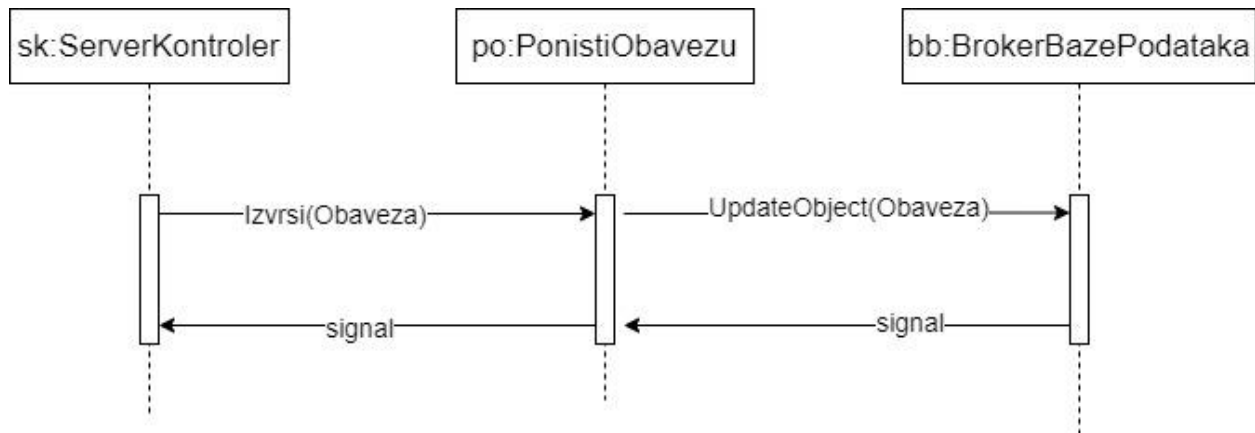 sk:ServerKontroler
po:PonistiObavezu
bb:BrokerBazePodataka
Izvrsi(Obaveza)
UpdateObject(Obaveza)
signal
signal